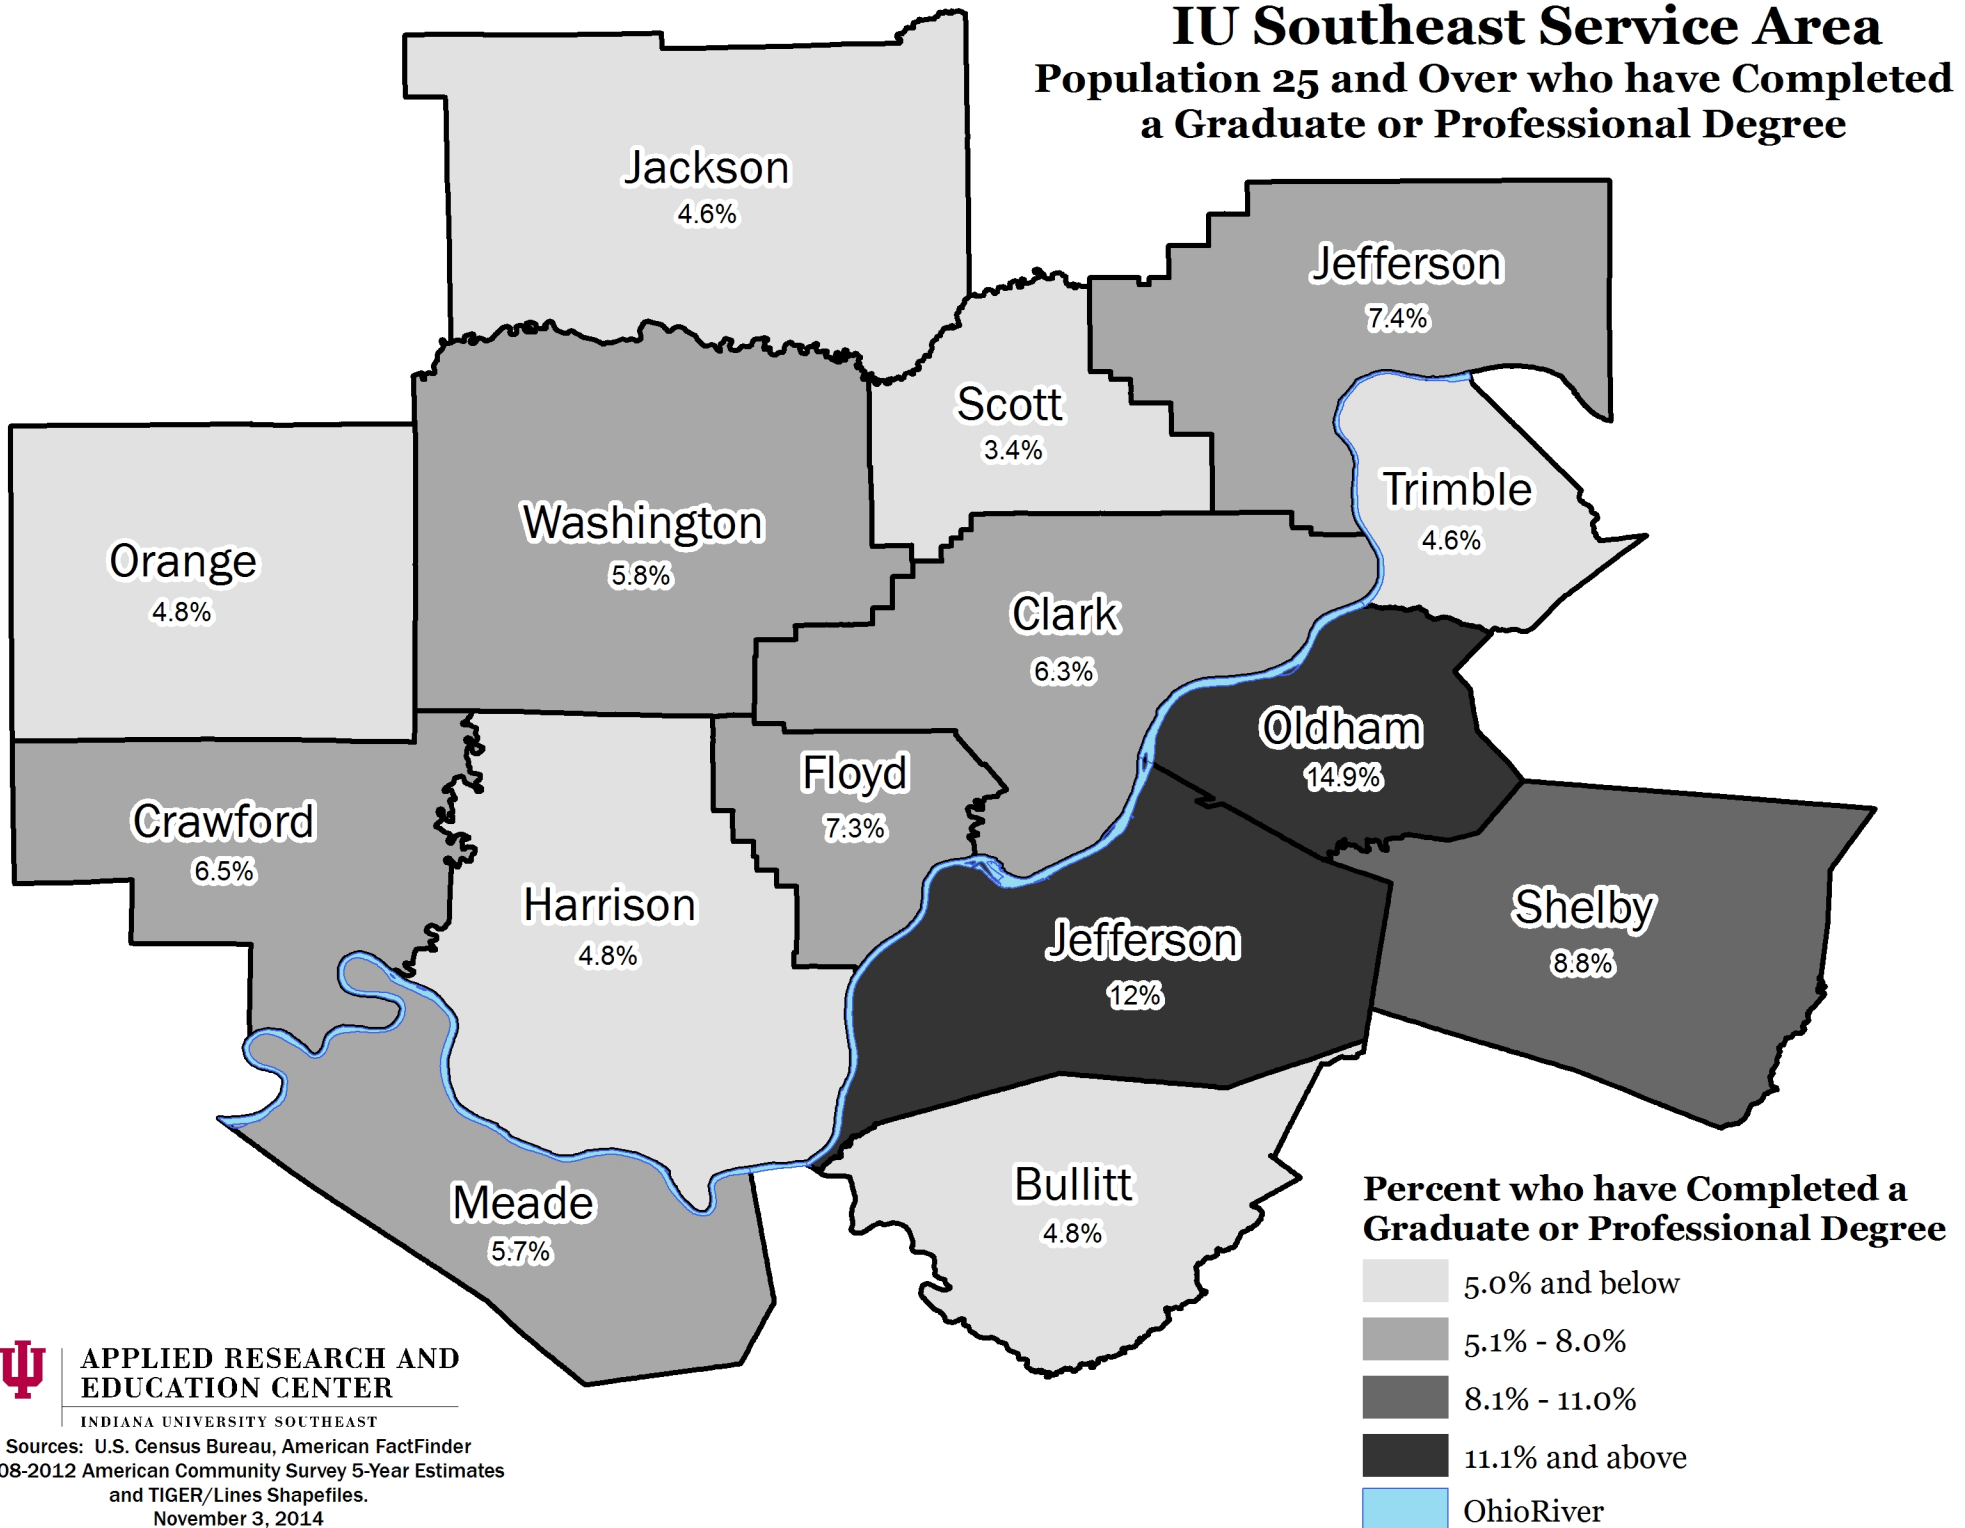 IU Southeast Service Area
Population 25 and Over who have Completed
a Graduate or Professional Degree
Jackson
4.6%
Jefferson
7.4%
Scott
3.4%
Trimble
4.6%
Washington
5.8%
Orange
4.8%
Clark
6.3%
Oldham
14.9%
Floyd
7.3%
Crawford
6.5%
Harrison
4.8%
Shelby
8.8%
Jefferson
12%
Meade
5.7%
Bullitt
4.8%
Percent who have Completed a
Graduate or Professional Degree
5.0% and below
5.1% - 8.0%
8.1% - 11.0%
11.1% and above
OhioRiver
APPLIED RESEARCH AND
EDUCATION CENTER
INDIANA UNIVERSITY SOUTHEAST
Sources: U.S. Census Bureau, American FactFinder
08-2012 American Community Survey 5-Year Estimates
and TIGER/Lines Shapefiles.
November 3, 2014